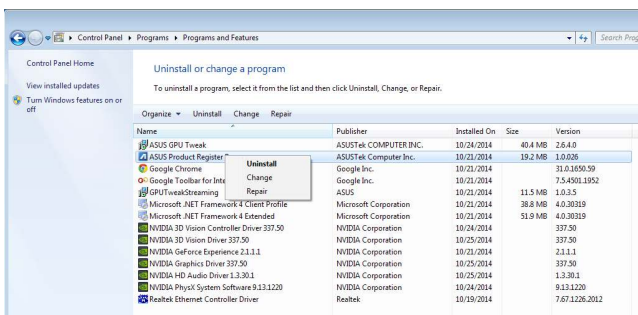 Control Panel ▸ Programs ▸ Programs and Features
Search Prog
Control Panel Home
View installed updates
Turn Windows features on or off
Uninstall or change a program
To uninstall a program, select it from the list and then click Uninstall, Change, or Repair.
Organize Uninstall Change Repair
Name Publisher Installed On Size Version
ASUS GPU Tweak ASUSTek COMPUTER INC. 10/24/2014 40.4 MB 2.6.4.0
ASUS Product Register ASUSTek Computer Inc. 10/21/2014 19.2 MB 1.0.026
Google Chrome Google Inc. 10/21/2014 31.0.1650.59
Google Toolbar for Inte Google Inc. 10/21/2014 7.5.4501.1952
GPUTweakStreaming ASUS 10/21/2014 11.5 MB 1.0.3.5
Microsoft .NET Framework 4 Client Profile Microsoft Corporation 10/21/2014 38.8 MB 4.0.30319
Microsoft .NET Framework 4 Extended Microsoft Corporation 10/21/2014 51.9 MB 4.0.30319
NVIDIA 3D Vision Controller Driver 337.50 NVIDIA Corporation 10/24/2014 337.50
NVIDIA 3D Vision Driver 337.50 NVIDIA Corporation 10/25/2014 337.50
NVIDIA GeForce Experience 2.1.1.1 NVIDIA Corporation 10/21/2014 2.1.1.1
NVIDIA Graphics Driver 337.50 NVIDIA Corporation 10/25/2014 337.50
NVIDIA HD Audio Driver 1.3.30.1 NVIDIA Corporation 10/25/2014 1.3.30.1
NVIDIA PhysX System Software 9.13.1220 NVIDIA Corporation 10/24/2014 9.13.1220
Realtek Ethernet Controller Driver Realtek 10/19/2014 7.67.1226.2012
Uninstall
Change
Repair